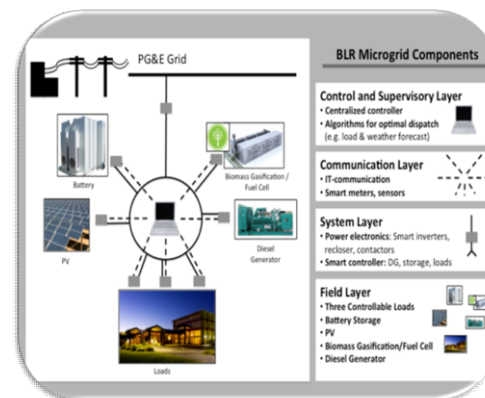 PG&E Grid
Battery
Biomass Gasification /
Fuel Cell
PV
Diesel
Generator
Loads
BLR Microgrid Components
Control and Supervisory Layer
• Centralized controller
• Algorithms for optimal dispatch
(e.g. load & weather forecast)
Communication Layer
• IT-communication
• Smart meters, sensors
System Layer
• Power electronics: Smart inverters,
recloser, contactors
• Smart controller: DG, storage, loads
Field Layer
• Three Controllable Loads
• Battery Storage
• PV
• Biomass Gasification/Fuel Cell
• Diesel Generator